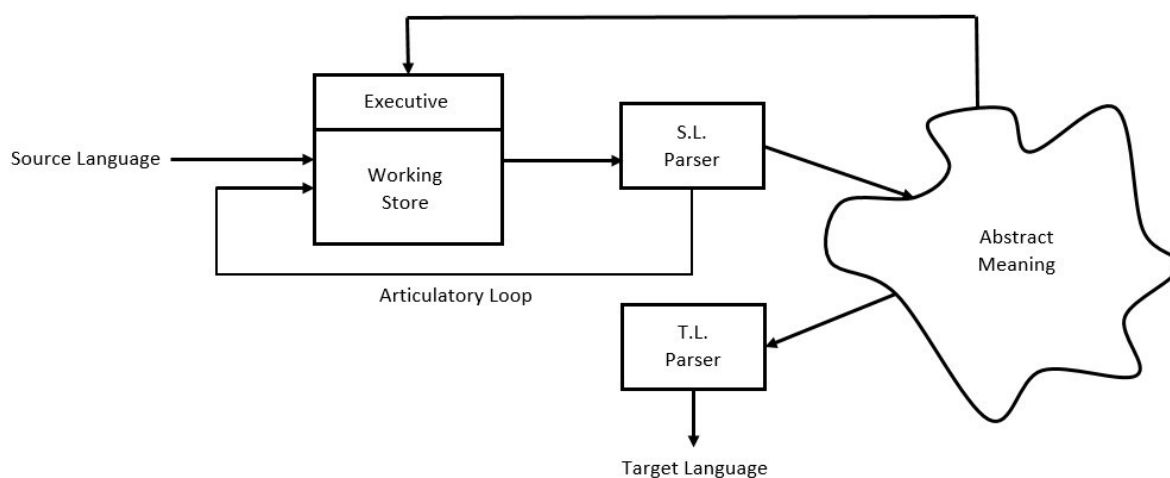 Executive
Source Language
Working
Store
S.L.
Parser
Abstract
Meaning
Articulatory Loop
T.L.
Parser
Target Language